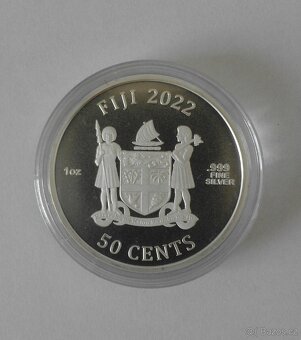 FIJI 2022
1oz
.999
FINE
SILVER
50 CENTS